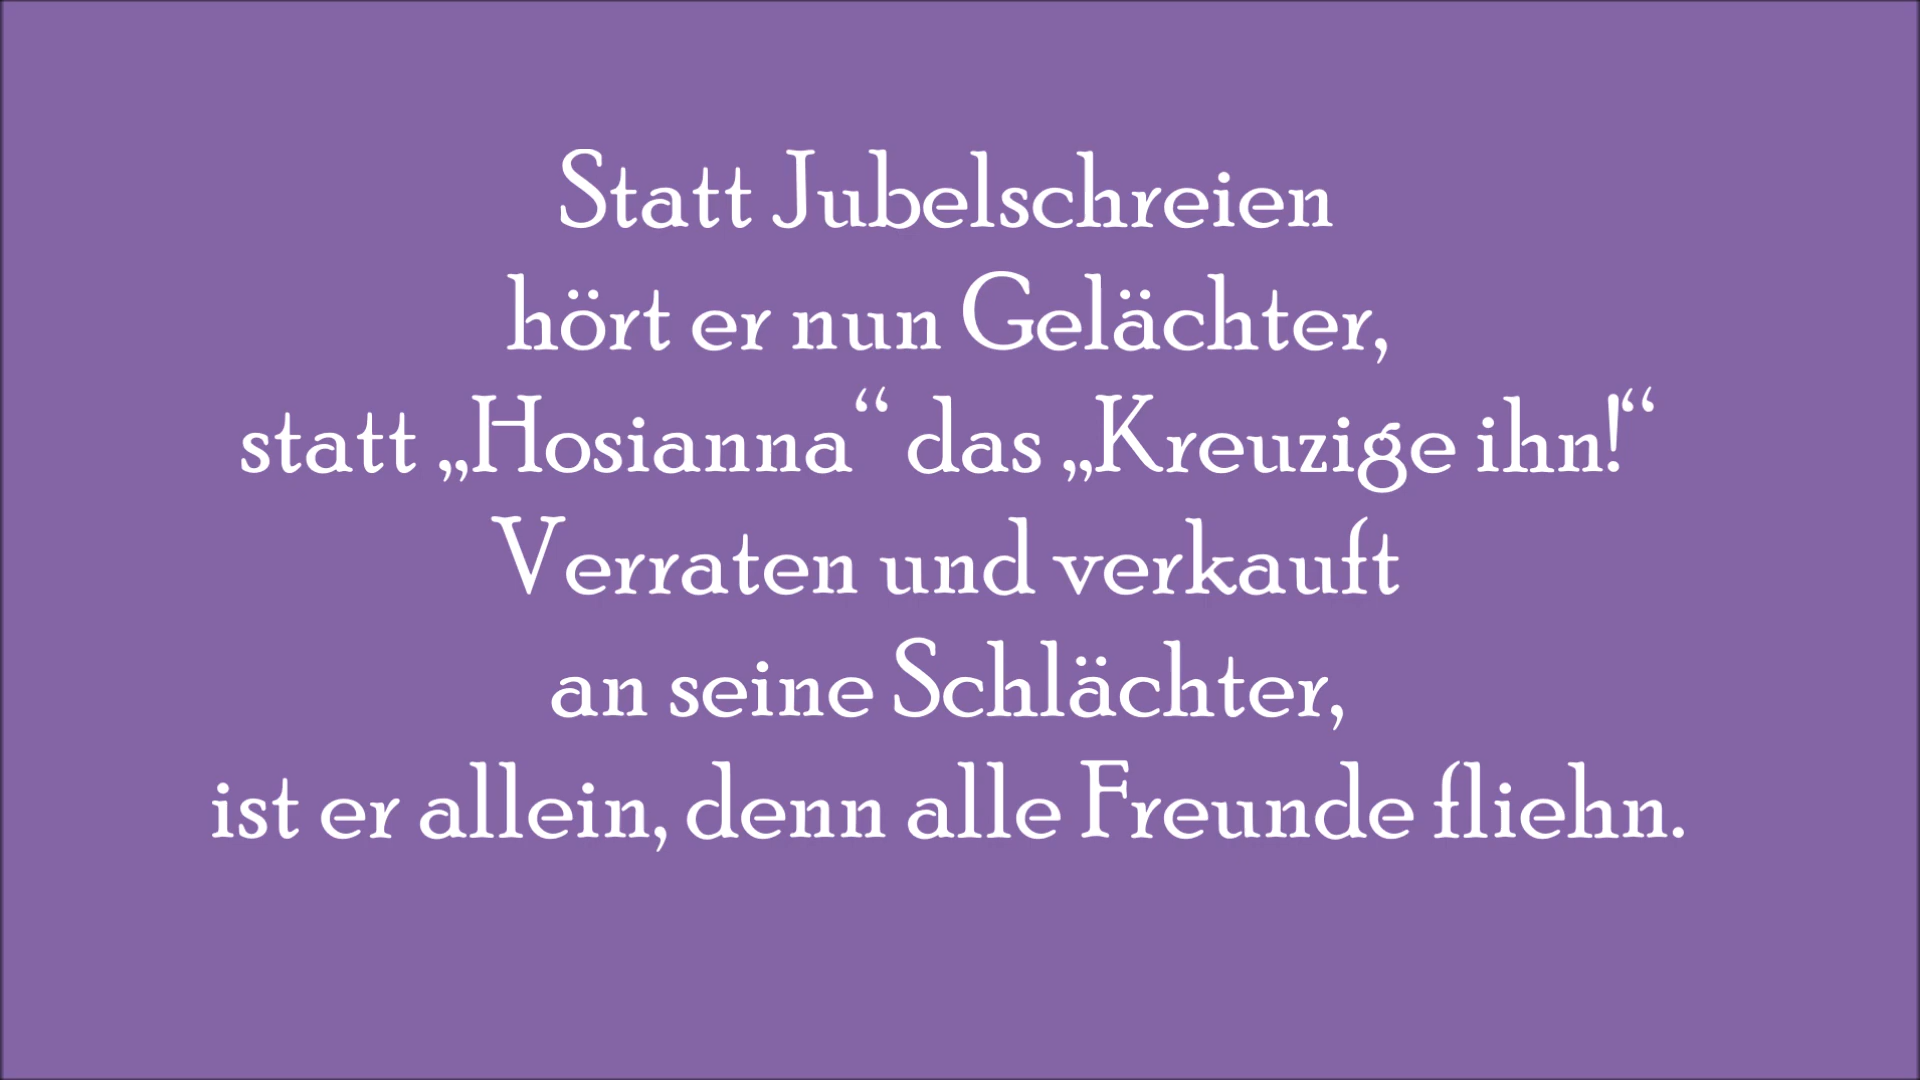 Statt Jubelschreien
hört er nun Gelächter,
statt „Hosianna“ das „Kreuzige ihn!“
Verraten und verkauft
an seine Schlächter,
ist er allein, denn alle Freunde fliehn.